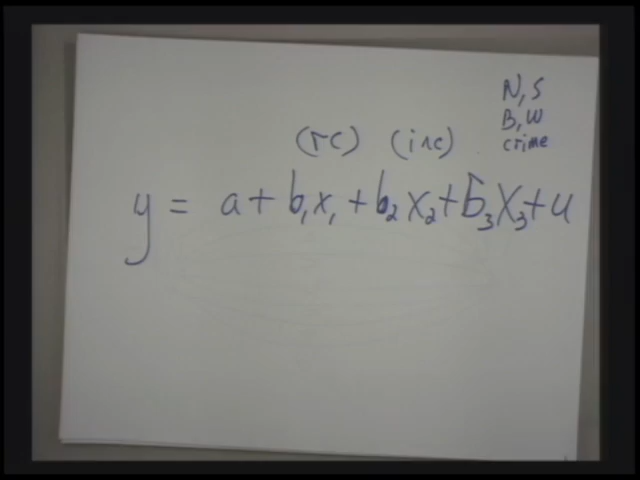 N, S
B, W
(rc) (inc) crime
y = a + b₁x₁ + b₂x₂ + b₃x₃ + u